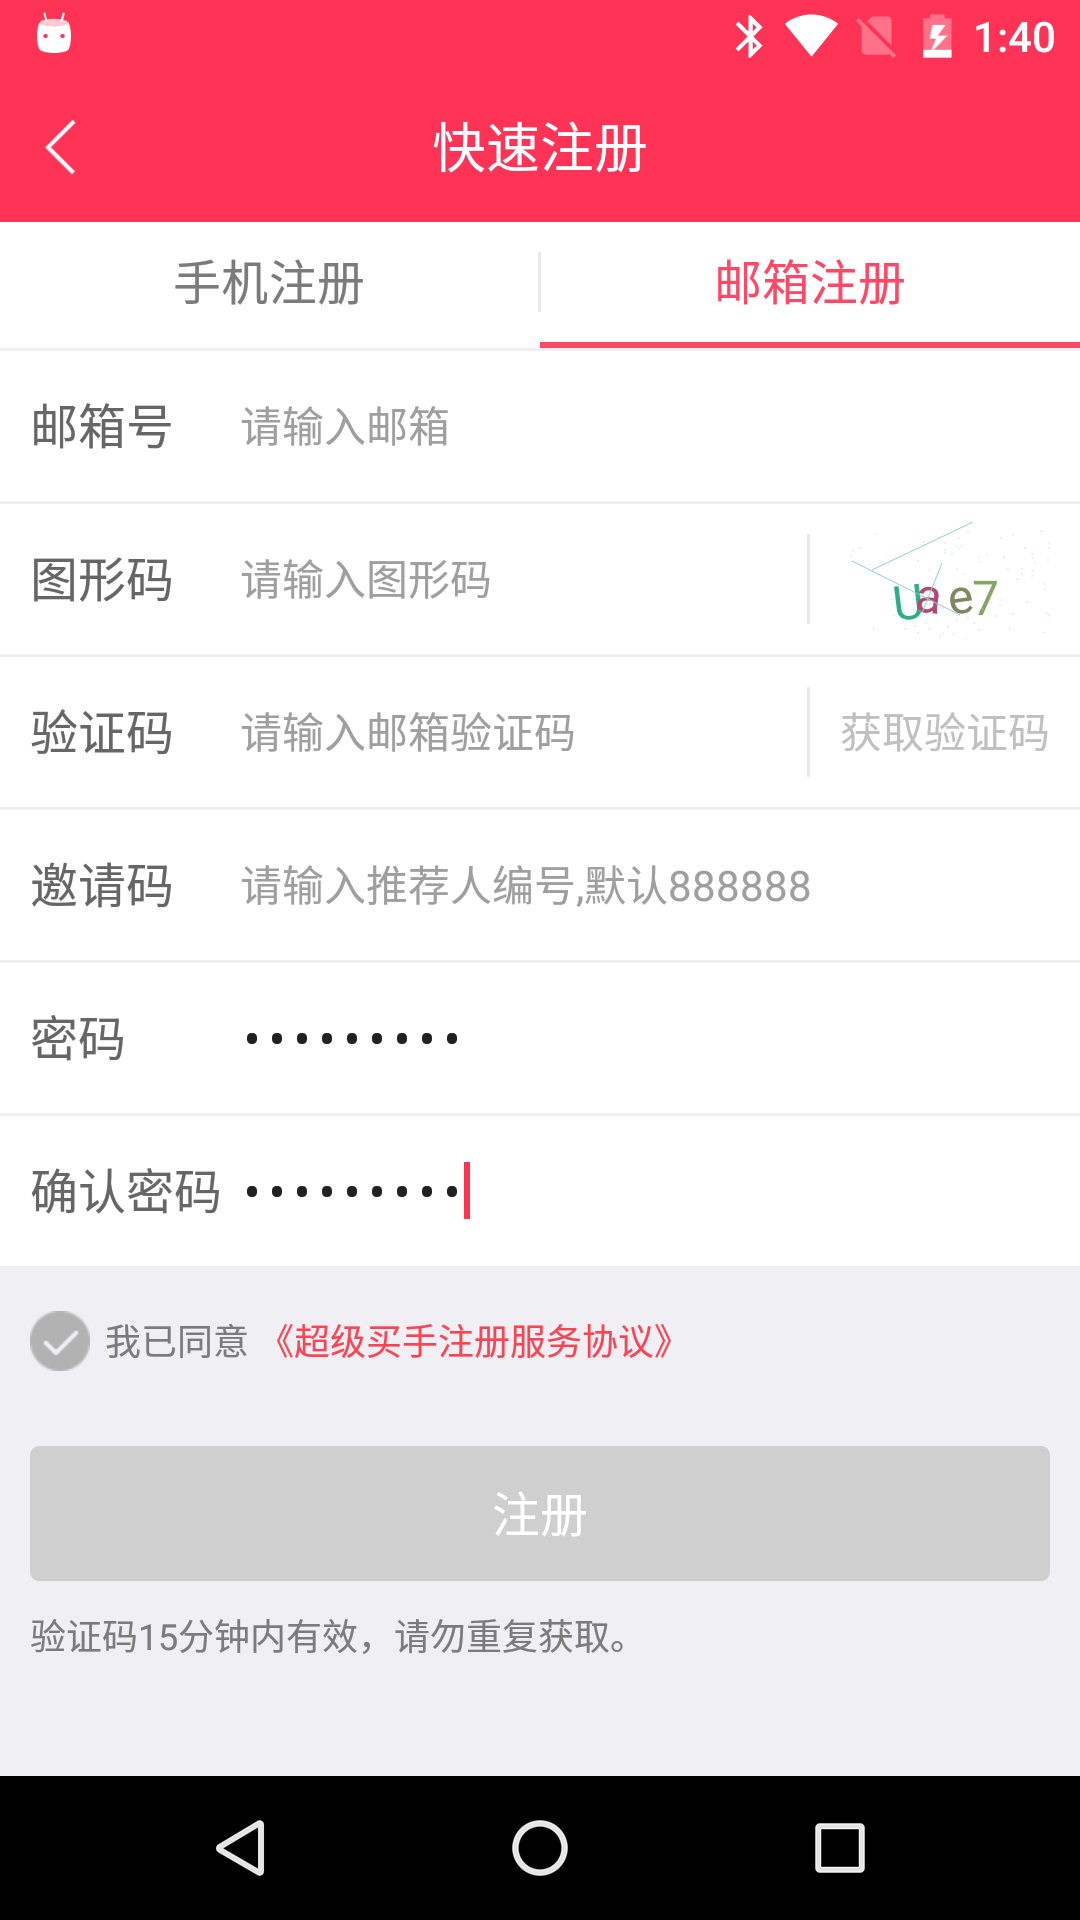 1:40
快速注册
手机注册
邮箱注册
邮箱号 请输入邮箱
图形码 请输入图形码 Uae7
验证码 请输入邮箱验证码 获取验证码
邀请码 请输入推荐人编号,默认888888
密码 •••••••••
确认密码 •••••••••
我已同意 《超级买手注册服务协议》
注册
验证码15分钟内有效，请勿重复获取。